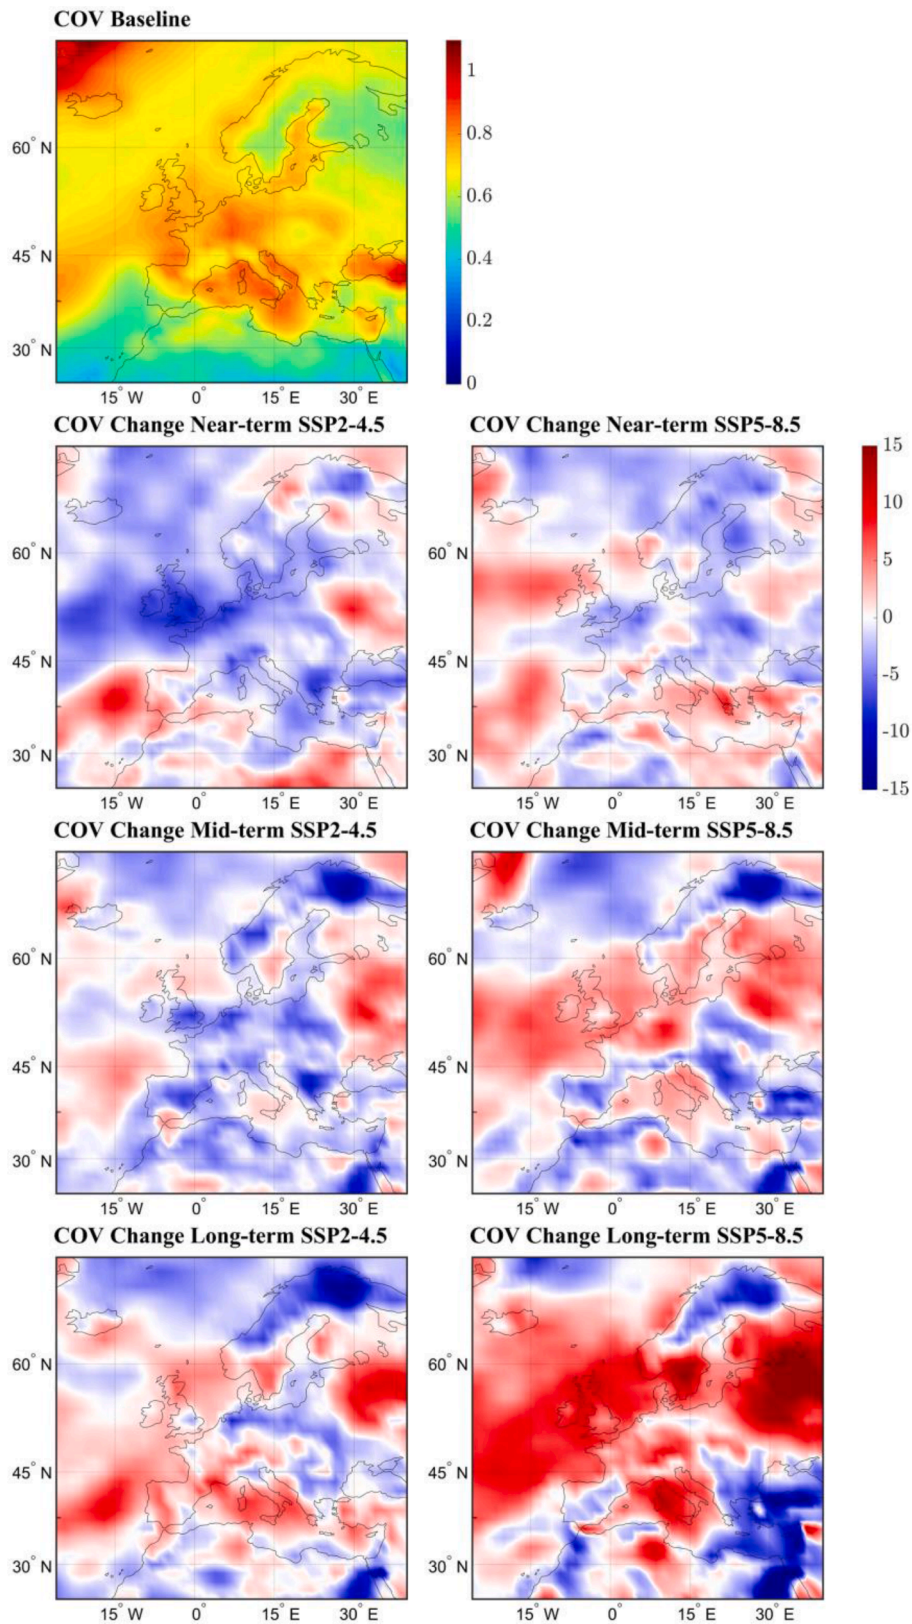 COV Baseline
60° N
45° N
30° N
15° W 0° 15° E 30° E
1
0.8
0.6
0.4
0.2
0
COV Change Near-term SSP2-4.5
60° N
45° N
30° N
15° W 0° 15° E 30° E
COV Change Near-term SSP5-8.5
60° N
45° N
30° N
15° W 0° 15° E 30° E
15
10
5
0
-5
-10
-15
COV Change Mid-term SSP2-4.5
60° N
45° N
30° N
15° W 0° 15° E 30° E
COV Change Mid-term SSP5-8.5
60° N
45° N
30° N
15° W 0° 15° E 30° E
COV Change Long-term SSP2-4.5
60° N
45° N
30° N
15° W 0° 15° E 30° E
COV Change Long-term SSP5-8.5
60° N
45° N
30° N
15° W 0° 15° E 30° E